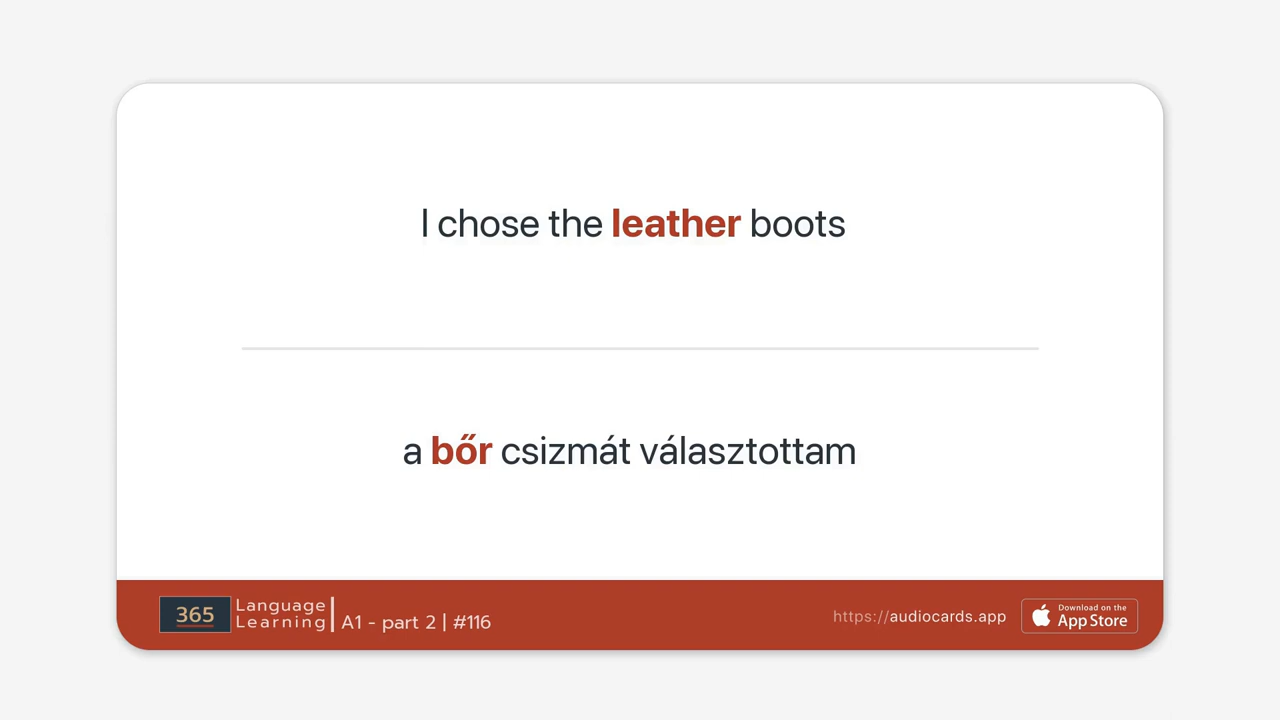 I chose the leather boots
a bőr csizmát választottam
365
Language
Learning
A1 - part 2 | #116
https://audiocards.app
Download on the
App Store